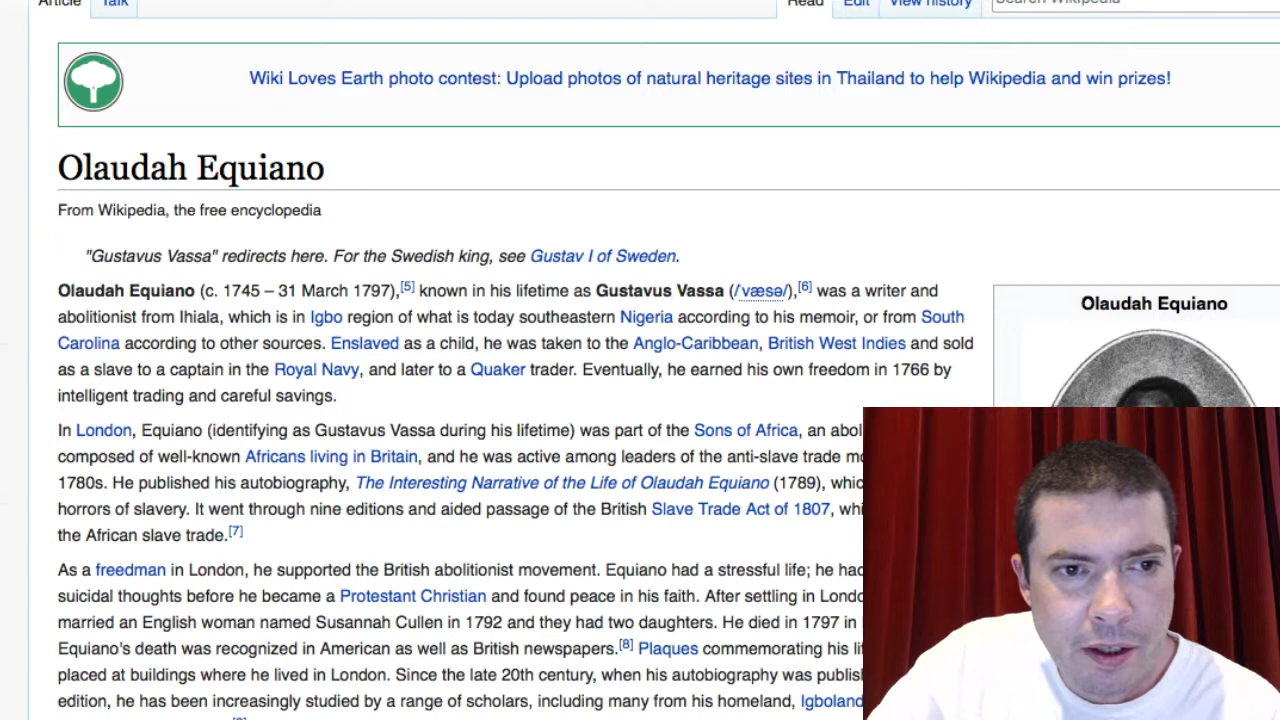 Article Talk Read Edit View history Search Wikipedia
Wiki Loves Earth photo contest: Upload photos of natural heritage sites in Thailand to help Wikipedia and win prizes!
Olaudah Equiano
From Wikipedia, the free encyclopedia
"Gustavus Vassa" redirects here. For the Swedish king, see Gustav I of Sweden.
Olaudah Equiano (c. 1745 – 31 March 1797),[5] known in his lifetime as Gustavus Vassa (/ˈvæsə/),[6] was a writer and
abolitionist from Ihiala, which is in Igbo region of what is today southeastern Nigeria according to his memoir, or from South
Carolina according to other sources. Enslaved as a child, he was taken to the Anglo-Caribbean, British West Indies and sold
as a slave to a captain in the Royal Navy, and later to a Quaker trader. Eventually, he earned his own freedom in 1766 by
intelligent trading and careful savings.
Olaudah Equiano
In London, Equiano (identifying as Gustavus Vassa during his lifetime) was part of the Sons of Africa, an abol
composed of well-known Africans living in Britain, and he was active among leaders of the anti-slave trade mo
1780s. He published his autobiography, The Interesting Narrative of the Life of Olaudah Equiano (1789), whic
horrors of slavery. It went through nine editions and aided passage of the British Slave Trade Act of 1807, whi
the African slave trade.[7]
As a freedman in London, he supported the British abolitionist movement. Equiano had a stressful life; he had
suicidal thoughts before he became a Protestant Christian and found peace in his faith. After settling in Londo
married an English woman named Susannah Cullen in 1792 and they had two daughters. He died in 1797 in
Equiano's death was recognized in American as well as British newspapers.[8] Plaques commemorating his li
placed at buildings where he lived in London. Since the late 20th century, when his autobiography was publis
edition, he has been increasingly studied by a range of scholars, including many from his homeland, Igboland